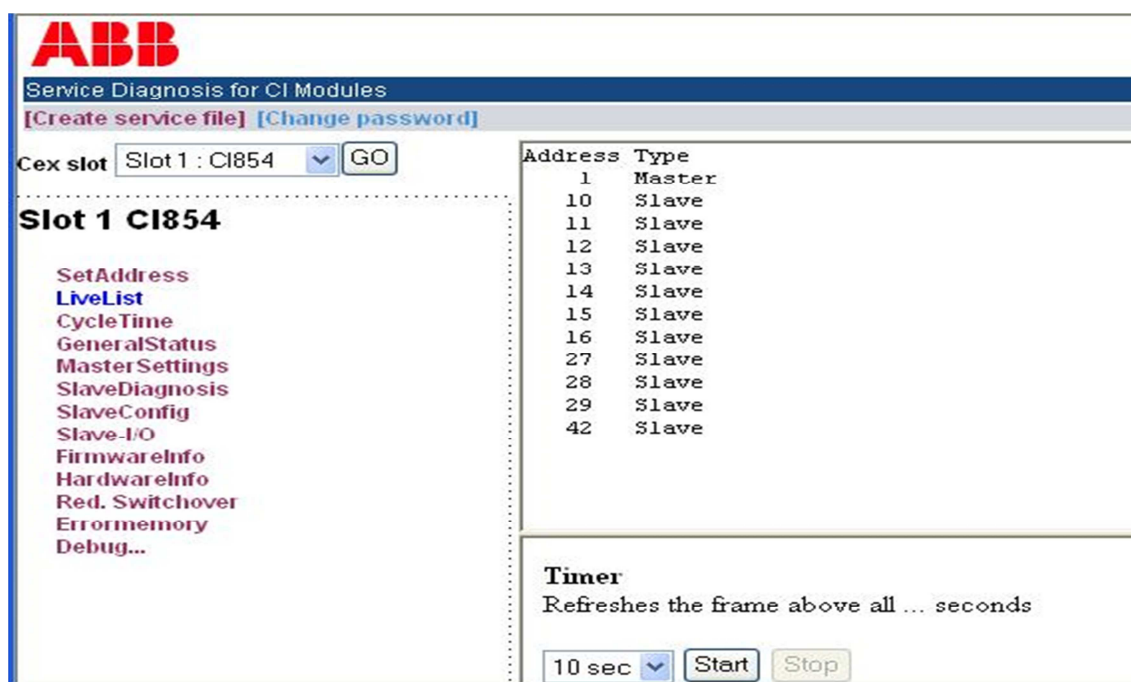 ABB
Service Diagnosis for CI Modules
[Create service file] [Change password]
Cex slot Slot 1 : CI854 GO
Slot 1 CI854
SetAddress
LiveList
CycleTime
GeneralStatus
MasterSettings
SlaveDiagnosis
SlaveConfig
Slave-I/O
FirmwareInfo
HardwareInfo
Red. Switchover
Errormemory
Debug...
Address Type
1 Master
10 Slave
11 Slave
12 Slave
13 Slave
14 Slave
15 Slave
16 Slave
27 Slave
28 Slave
29 Slave
42 Slave
Timer
Refreshes the frame above all ... seconds
10 sec Start Stop